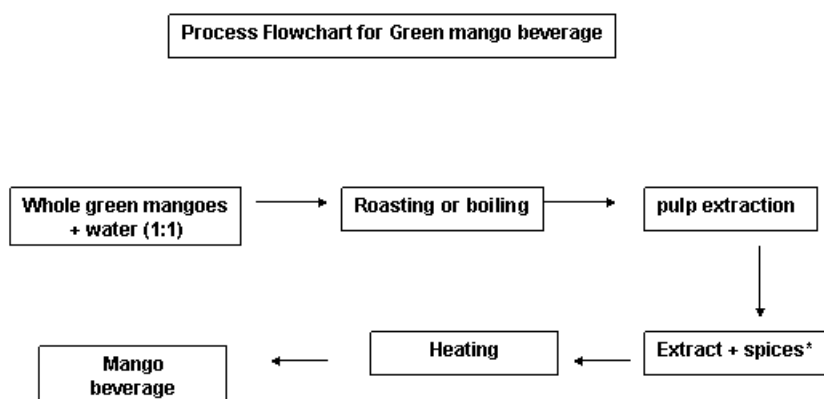 Process Flowchart for Green mango beverage
Whole green mangoes
+ water (1:1)
Roasting or boiling
pulp extraction
Extract + spices*
Heating
Mango
beverage